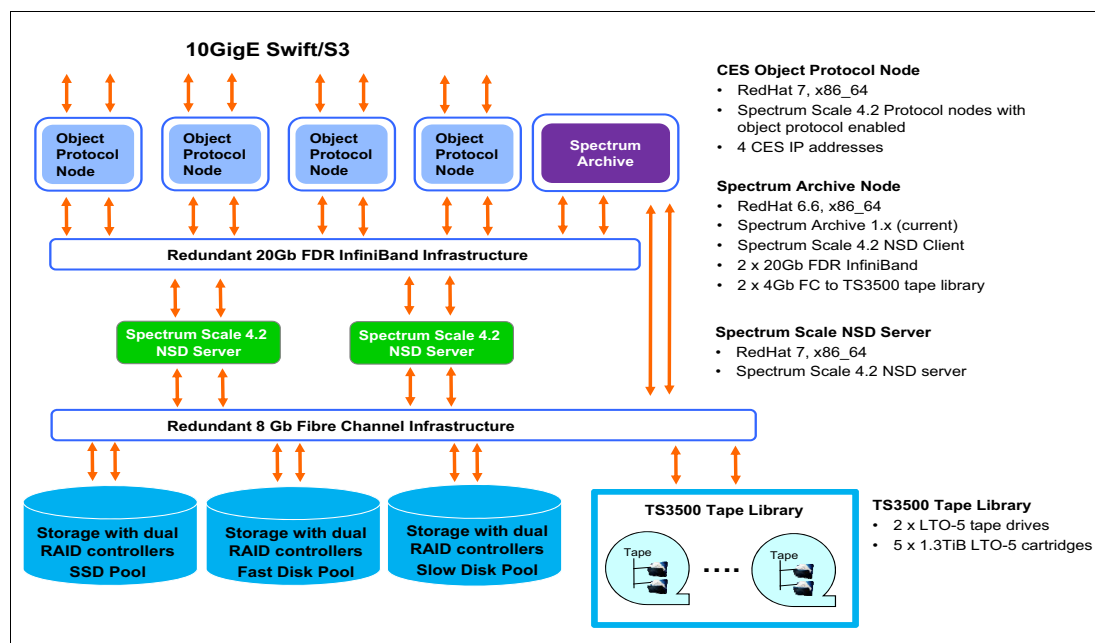 10GigE Swift/S3
Object
Protocol
Node
Object
Protocol
Node
Object
Protocol
Node
Object
Protocol
Node
Spectrum
Archive
Redundant 20Gb FDR InfiniBand Infrastructure
Spectrum Scale 4.2
NSD Server
Spectrum Scale 4.2
NSD Server
Redundant 8 Gb Fibre Channel Infrastructure
Storage with dual
RAID controllers
SSD Pool
Storage with dual
RAID controllers
Fast Disk Pool
Storage with dual
RAID controllers
Slow Disk Pool
TS3500 Tape Library
Tape
....
Tape
CES Object Protocol Node
• RedHat 7, x86_64
• Spectrum Scale 4.2 Protocol nodes with
object protocol enabled
• 4 CES IP addresses
Spectrum Archive Node
• RedHat 6.6, x86_64
• Spectrum Archive 1.x (current)
• Spectrum Scale 4.2 NSD Client
• 2 x 20Gb FDR InfiniBand
• 2 x 4Gb FC to TS3500 tape library
Spectrum Scale NSD Server
• RedHat 7, x86_64
• Spectrum Scale 4.2 NSD server
TS3500 Tape Library
• 2 x LTO-5 tape drives
• 5 x 1.3TiB LTO-5 cartridges